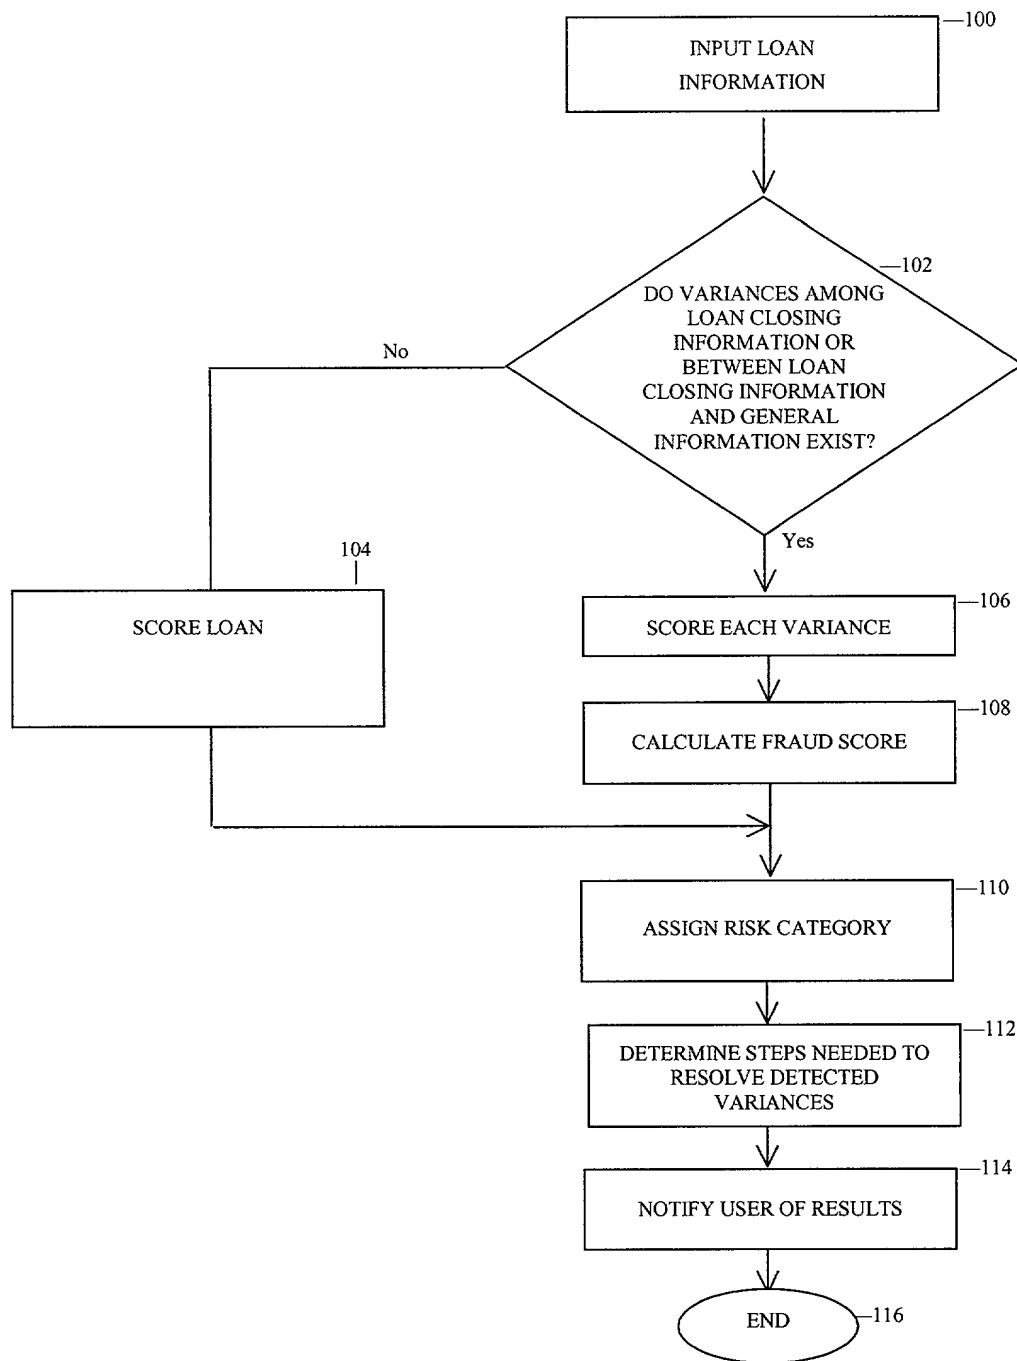 100
INPUT LOAN
INFORMATION
102
DO VARIANCES AMONG
LOAN CLOSING
INFORMATION OR
BETWEEN LOAN
CLOSING INFORMATION
AND GENERAL
INFORMATION EXIST?
No
Yes
104
SCORE LOAN
106
SCORE EACH VARIANCE
108
CALCULATE FRAUD SCORE
110
ASSIGN RISK CATEGORY
112
DETERMINE STEPS NEEDED TO
RESOLVE DETECTED
VARIANCES
114
NOTIFY USER OF RESULTS
END
116